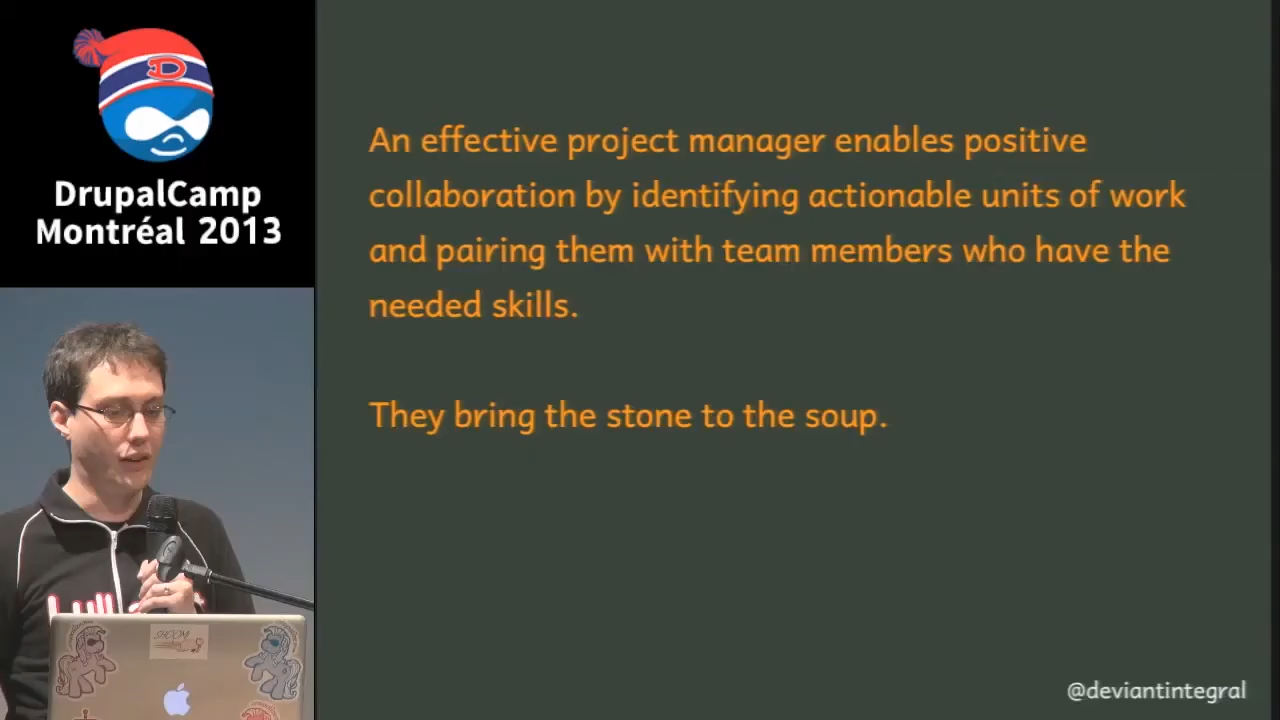 D
DrupalCamp
Montréal 2013
An effective project manager enables positive
collaboration by identifying actionable units of work
and pairing them with team members who have the
needed skills.
They bring the stone to the soup.
@deviantintegral